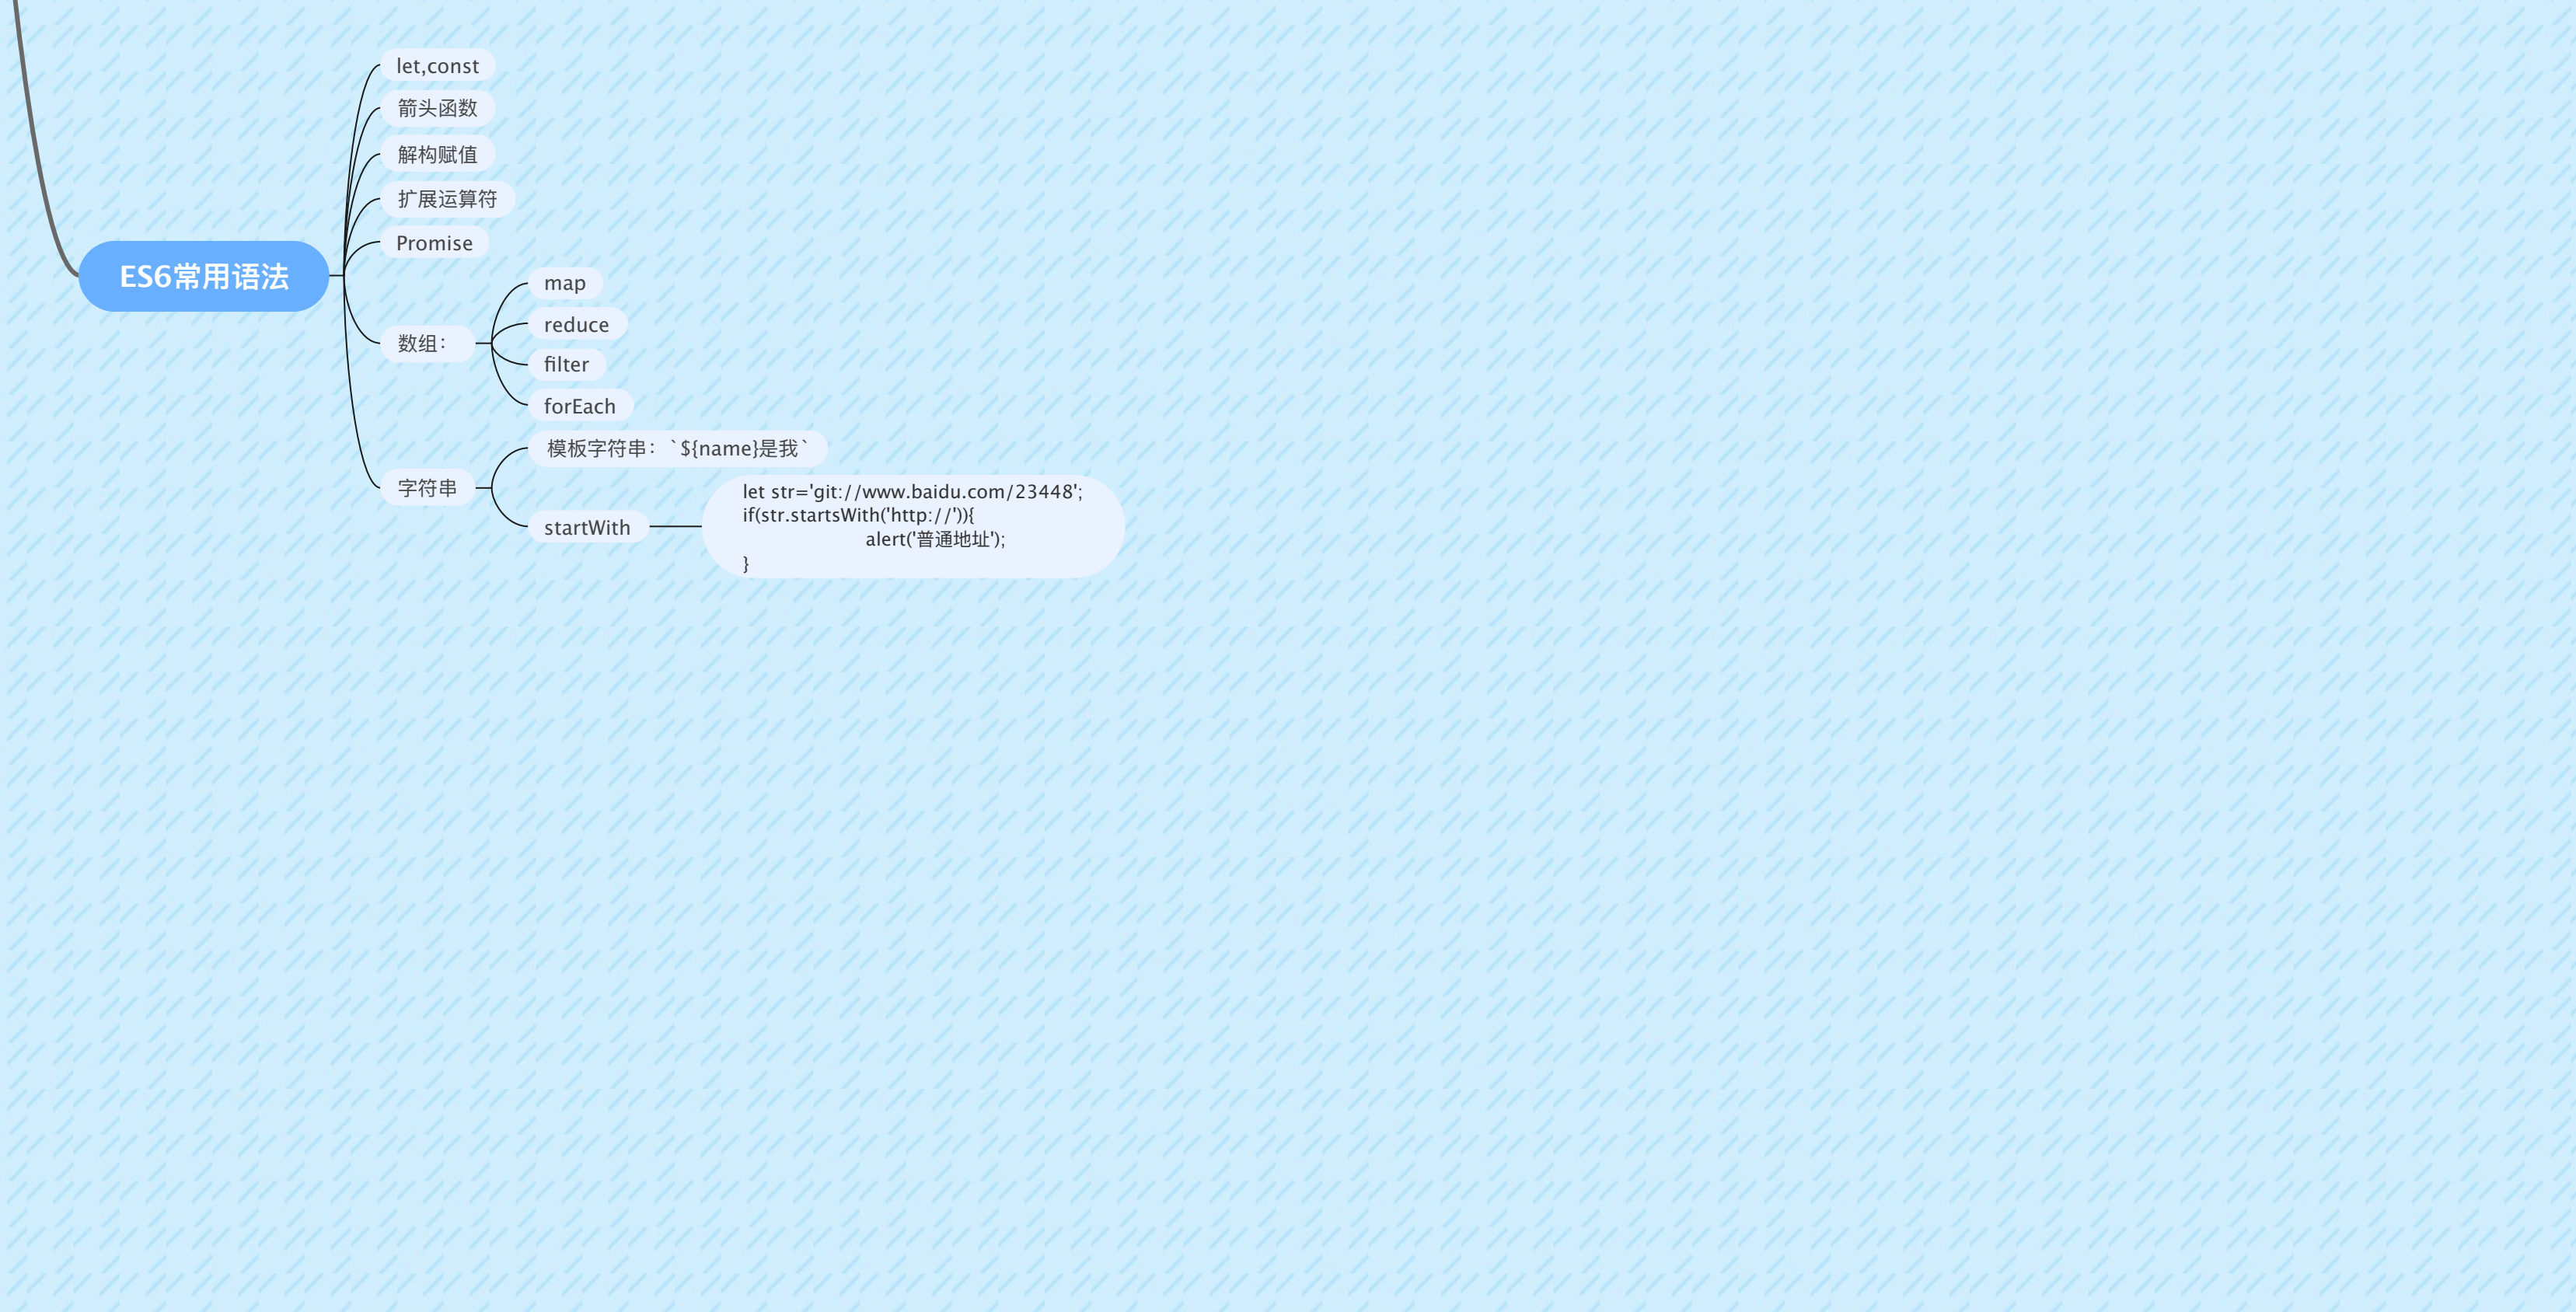 let,const
箭头函数
解构赋值
扩展运算符
Promise
ES6常用语法
数组：
map
reduce
filter
forEach
字符串
模板字符串：`${name}是我`
startWith
let str='git://www.baidu.com/23448';
if(str.startsWith('http://')){
alert('普通地址');
}